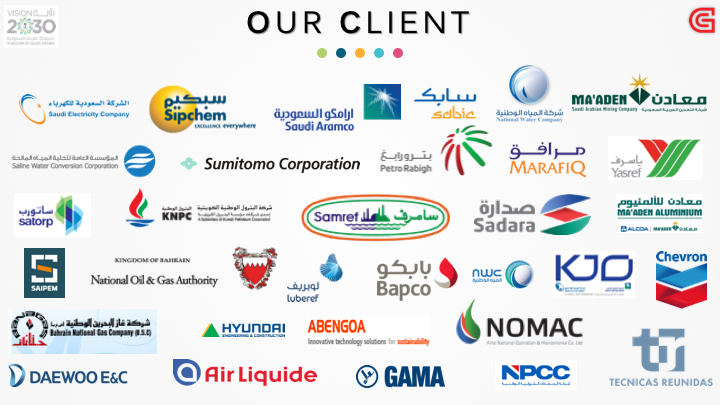 VISION رؤيــــة
2030
المملكة العربية السعودية
KINGDOM OF SAUDI ARABIA
OUR CLIENT
الشركة السعودية للكهرباء
Saudi Electricity Company
سبكيم
Sipchem
EXCELLENCE everywhere
أرامكو السعودية
Saudi Aramco
سابك
sabic
شركة المياه الوطنية
National Water Company
MA'ADEN معادن
Saudi Arabian Mining Company شركة التعدين العربية السعودية
المؤسسة العامة لتحلية المياه المالحة
Saline Water Conversion Corporation
Sumitomo Corporation
بترورابغ
Petro Rabigh
مرافق
MARAFIQ
ياسرف
Yasref
ساتورب
satorp
البترول الوطنية
KNPC
شركة البترول الوطنية الكويتية
إحدى شركات مؤسسة البترول الكويتية
A Subsidiary of Kuwait Petroleum Corporation
Samref سامرف
صدارة
Sadara
معادن للألمنيوم
MA'ADEN ALUMINIUM
ALCOA MA'ADEN معادن
SAIPEM
KINGDOM OF BAHRAIN
National Oil & Gas Authority
لوبريف
luberef
بابكو
Bapco
nwc
المياه الوطنية
KJO
Chevron
شركة غاز البحرين الوطنية
Bahrain National Gas Company
HYUNDAI
ENGINEERING & CONSTRUCTION
ABENGOA
Innovative technology solutions for sustainability
NOMAC
First National Operation & Maintenance Co. Ltd
tr
TECNICAS REUNIDAS
DAEWOO E&C
Air Liquide
GAMA
NPCC